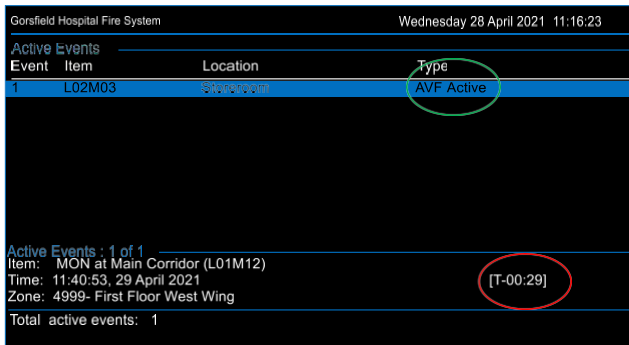 Gorsfield Hospital Fire System Wednesday 28 April 2021 11:16:23
Active Events
Event Item Location Type
1 L02M03 Storeroom AVF Active
Active Events : 1 of 1
Item: MON at Main Corridor (L01M12)
Time: 11:40:53, 29 April 2021 [T-00:29]
Zone: 4999- First Floor West Wing
Total active events: 1